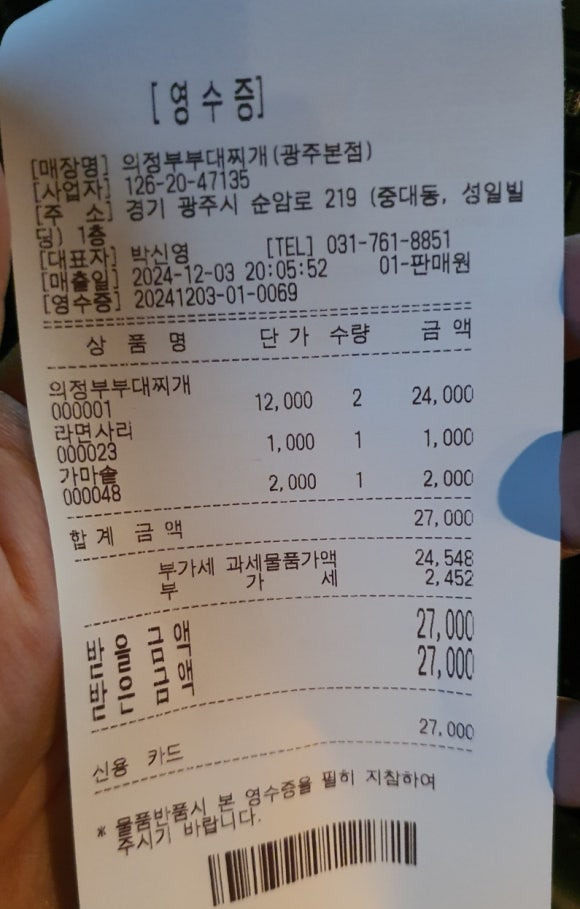 [영수증]
[매장명] 의정부부대찌개(광주본점)
[사업자] 126-20-47135
[주 소] 경기 광주시 순암로 219 (중대동, 성일빌
딩) 1층
[대표자] 박신영 [TEL] 031-761-8851
[매출일] 2024-12-03 20:05:52 01-판매원
[영수증] 20241203-01-0069
상 품 명 단 가 수량 금 액
의정부부대찌개
000001 12,000 2 24,000
라면사리
000023 1,000 1 1,000
가마솥
000048 2,000 1 2,000
합 계 금 액 27,000
부가세 과세물품가액 24,548
부 가 세 2,452
받 을 금 액 27,000
받 은 금 액 27,000
신용 카드 27,000
* 물품반품시 본 영수증을 필히 지참하여
주시기 바랍니다.